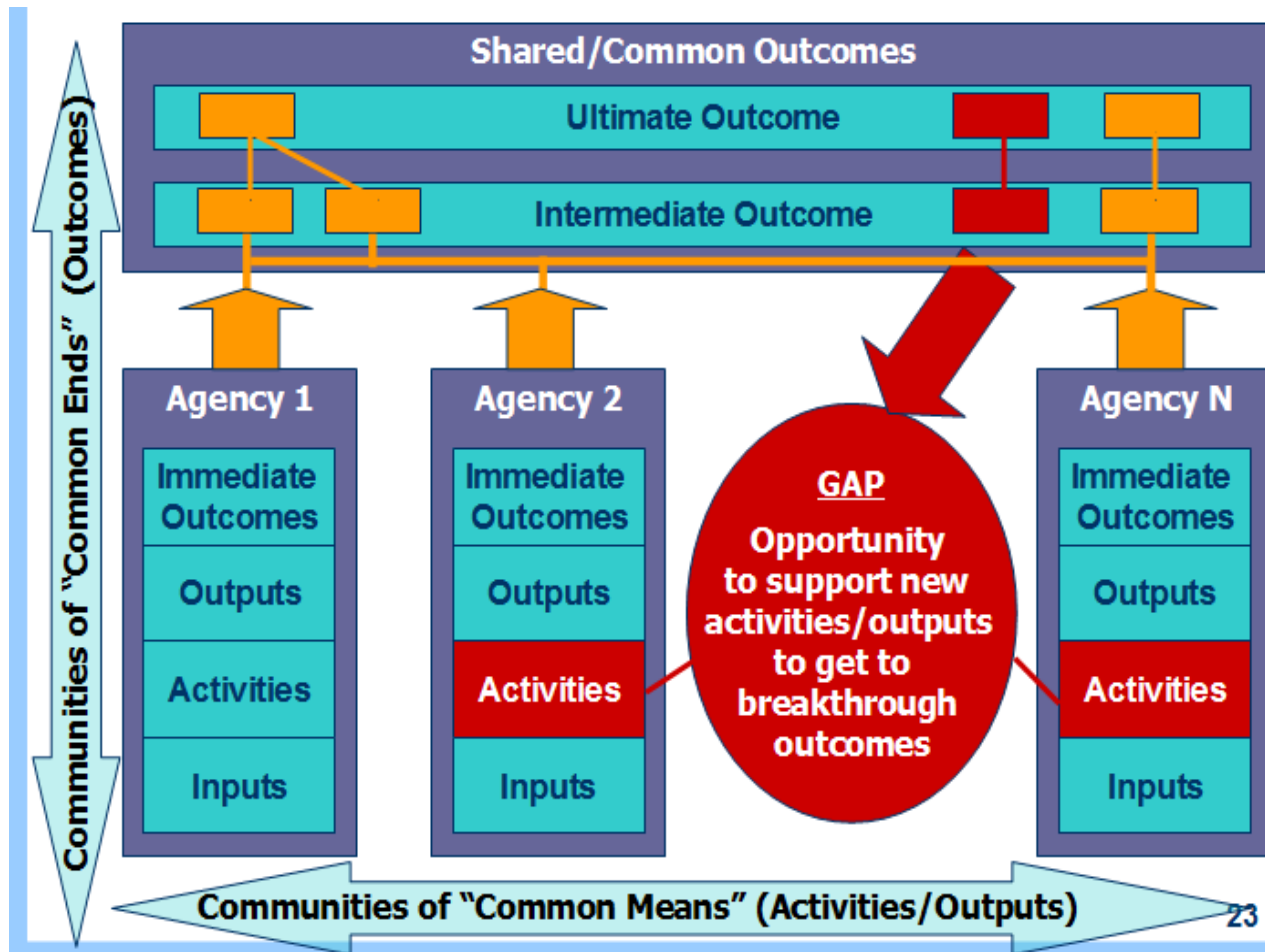 Shared/Common Outcomes
Ultimate Outcome
Intermediate Outcome
Communities of “Common Ends” (Outcomes)
Agency 1
Immediate
Outcomes
Outputs
Activities
Inputs
Agency 2
Immediate
Outcomes
Outputs
Activities
Inputs
GAP
Opportunity
to support new
activities/outputs
to get to
breakthrough
outcomes
Agency N
Immediate
Outcomes
Outputs
Activities
Inputs
Communities of “Common Means” (Activities/Outputs)
23